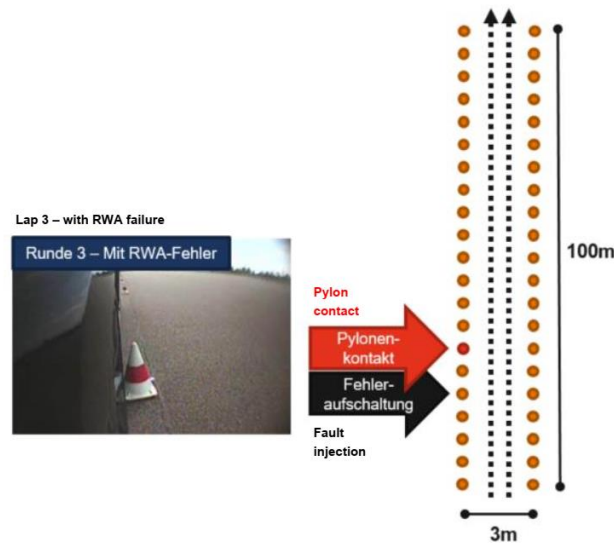 Lap 3 – with RWA failure
Runde 3 – Mit RWA-Fehler
Pylon
contact
Pylonen-
kontakt
Fehler-
aufschaltung
Fault
injection
100m
3m